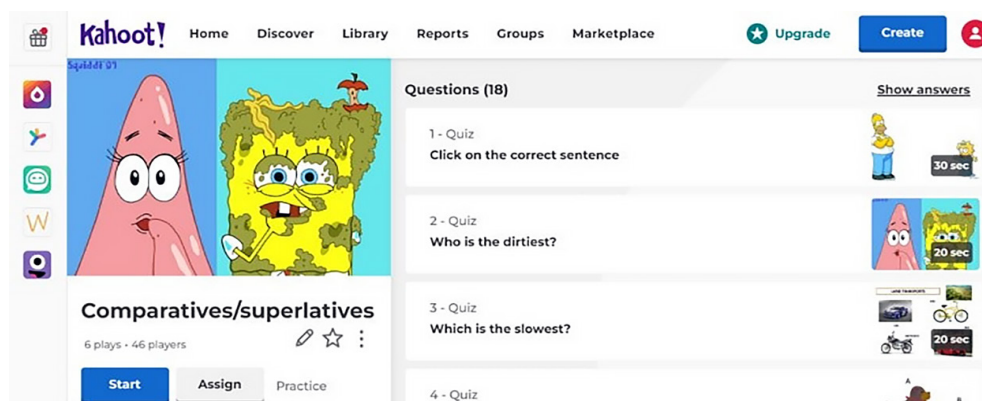 Kahoot! Home Discover Library Reports Groups Marketplace Upgrade Create
Comparatives/superlatives
6 plays • 46 players
Start Assign Practice
Questions (18) Show answers
1 - Quiz
Click on the correct sentence
30 sec
2 - Quiz
Who is the dirtiest?
20 sec
3 - Quiz
Which is the slowest?
20 sec
4 - Quiz
A